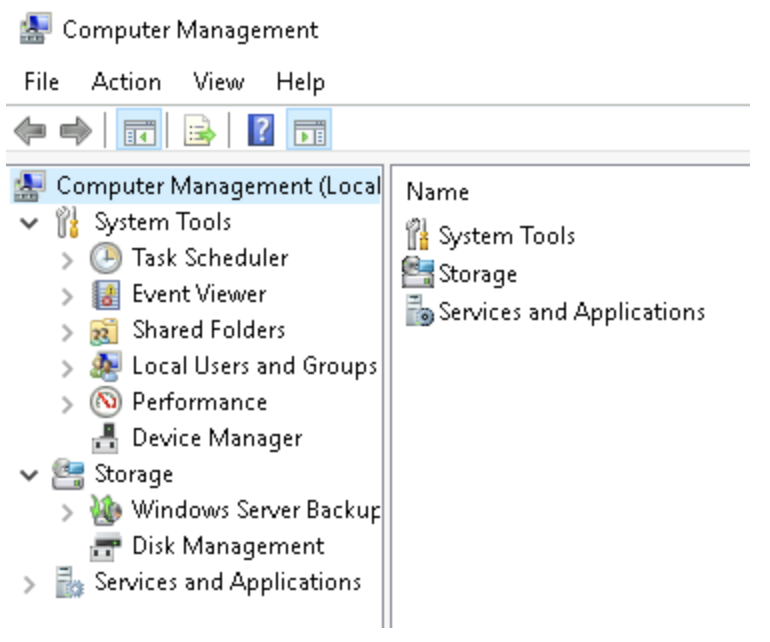 Computer Management
File Action View Help
Computer Management (Local
System Tools
Task Scheduler
Event Viewer
Shared Folders
Local Users and Groups
Performance
Device Manager
Storage
Windows Server Backup
Disk Management
Services and Applications
Name
System Tools
Storage
Services and Applications